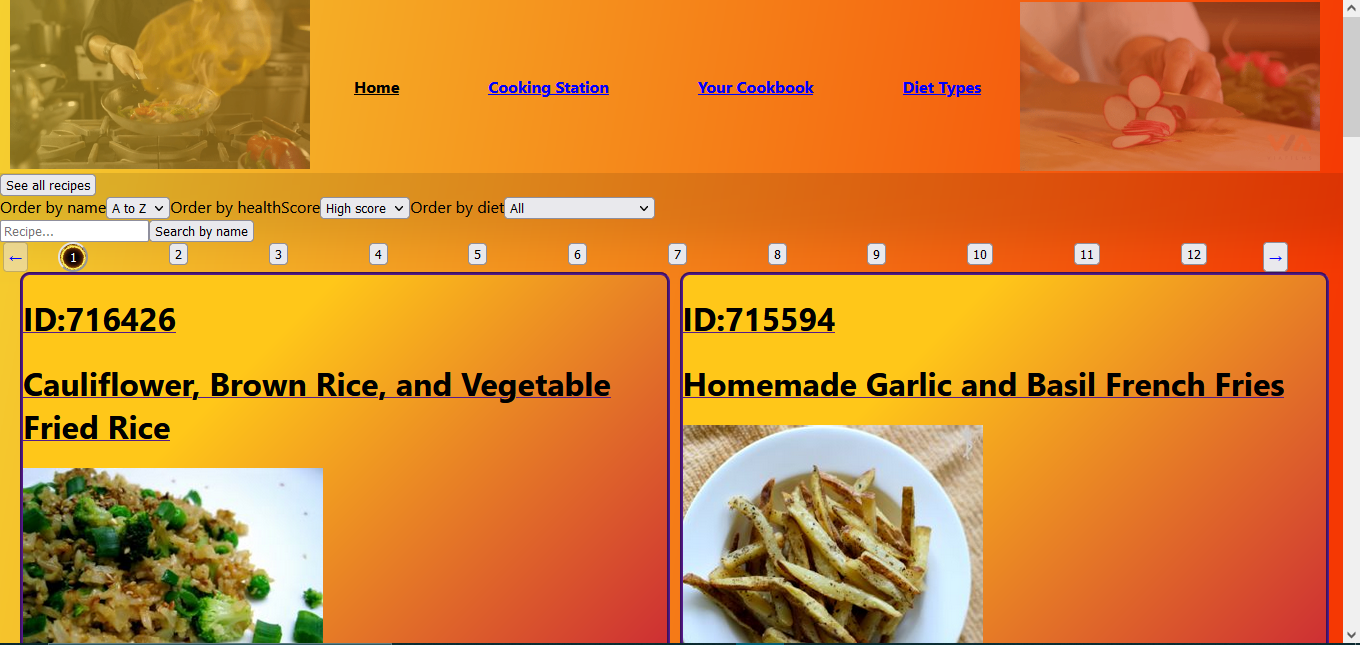 Home Cooking Station Your Cookbook Diet Types
See all recipes
Order by name A to Z Order by healthScore High score Order by diet All
Recipe... Search by name
← 1 2 3 4 5 6 7 8 9 10 11 12 →
ID:716426
Cauliflower, Brown Rice, and Vegetable
Fried Rice
ID:715594
Homemade Garlic and Basil French Fries